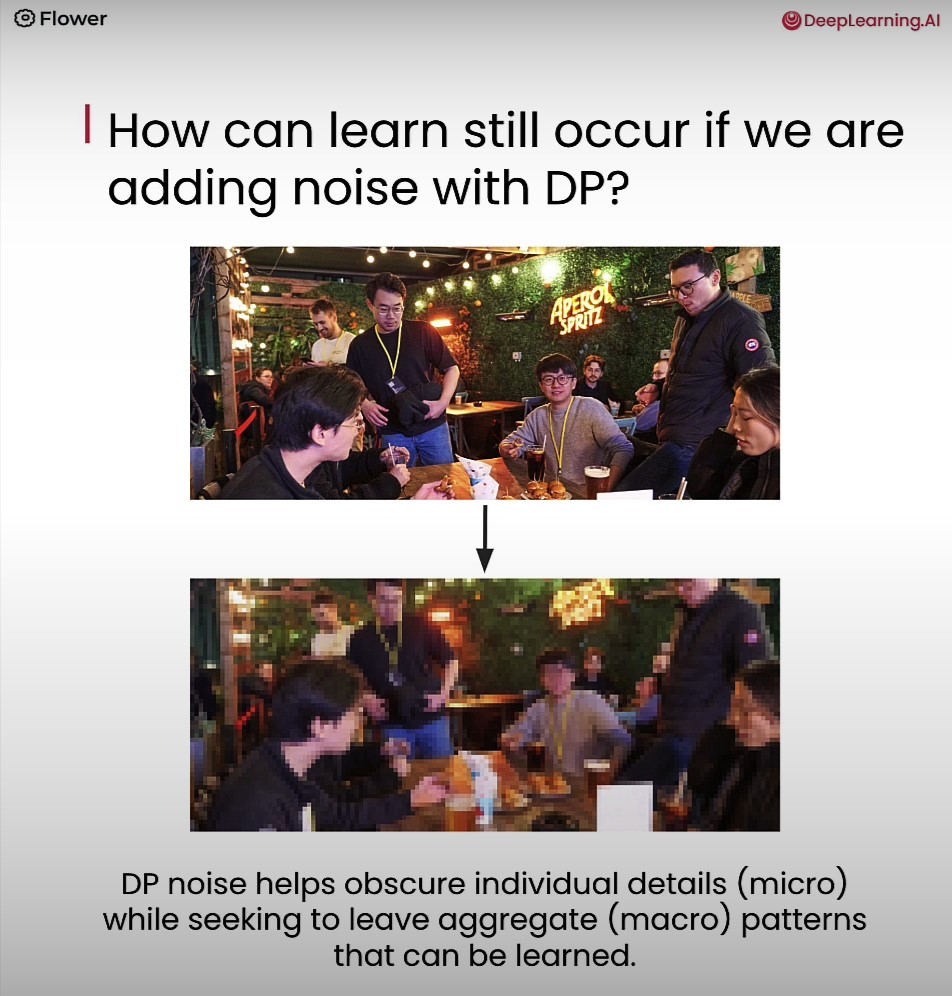 Flower
DeepLearning.AI
How can learn still occur if we are
adding noise with DP?
APEROL
SPRITZ
DP noise helps obscure individual details (micro)
while seeking to leave aggregate (macro) patterns
that can be learned.